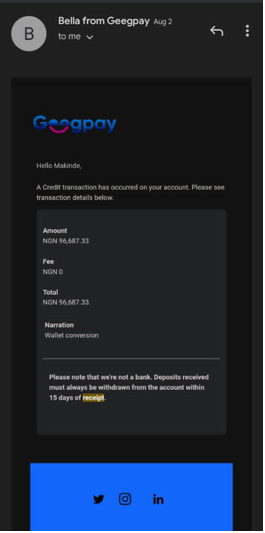 B
Bella from Geegpay Aug 2
to me
Geegpay
Hello Makinde,
A Credit transaction has occurred on your account. Please see
transaction details below.
Amount
NGN 96,687.33
Fee
NGN 0
Total
NGN 96,687.33.
Narration
Wallet conversion
Please note that we're not a bank. Deposits received
must always be withdrawn from the account within
15 days of receipt.
in